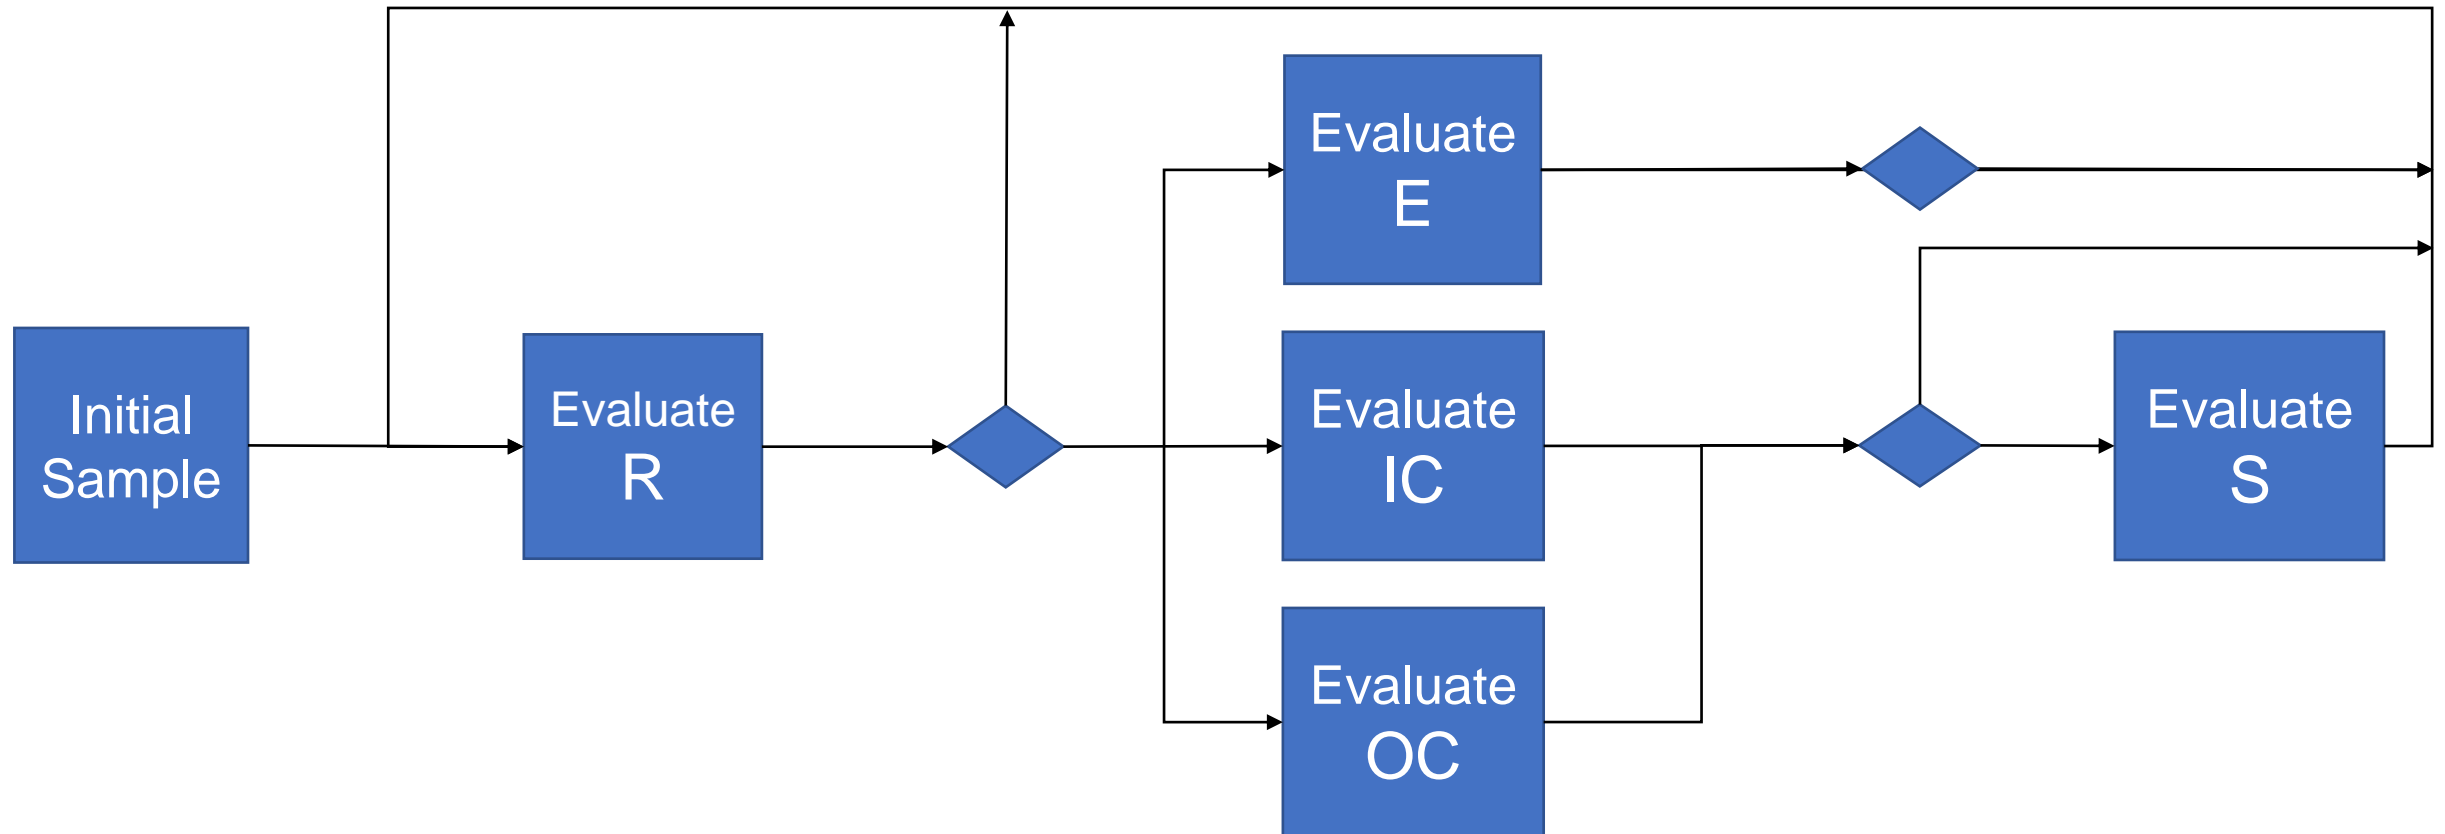 Initial
Sample
Evaluate
R
Evaluate
E
Evaluate
IC
Evaluate
OC
Evaluate
S